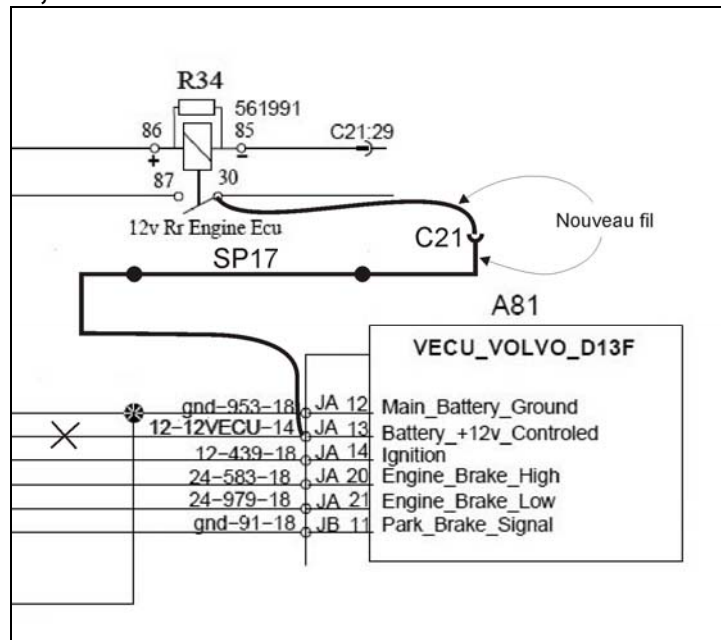 R34
561991
86
85
C21:29
+
-
87
30
12v Rr Engine Ecu
Nouveau fil
C21
SP17
A81
VECU_VOLVO_D13F
gnd-953-18 JA 12 Main_Battery_Ground
12-12VECU-14 JA 13 Battery_+12v_Controled
12-439-18 JA 14 Ignition
24-583-18 JA 20 Engine_Brake_High
24-979-18 JA 21 Engine_Brake_Low
gnd-91-18 JB 11 Park_Brake_Signal